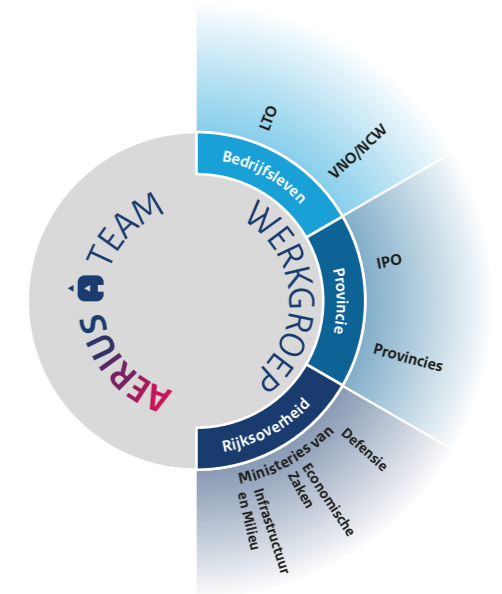 LTO
VNO/NCW
Bedrijfsleven
TEAM
WERKGROEP
AERIUS
IPO
Provincie
Provincies
Rijksoverheid
Ministeries van
Defensie
Economische
Zaken
Infrastructuur
en Milieu